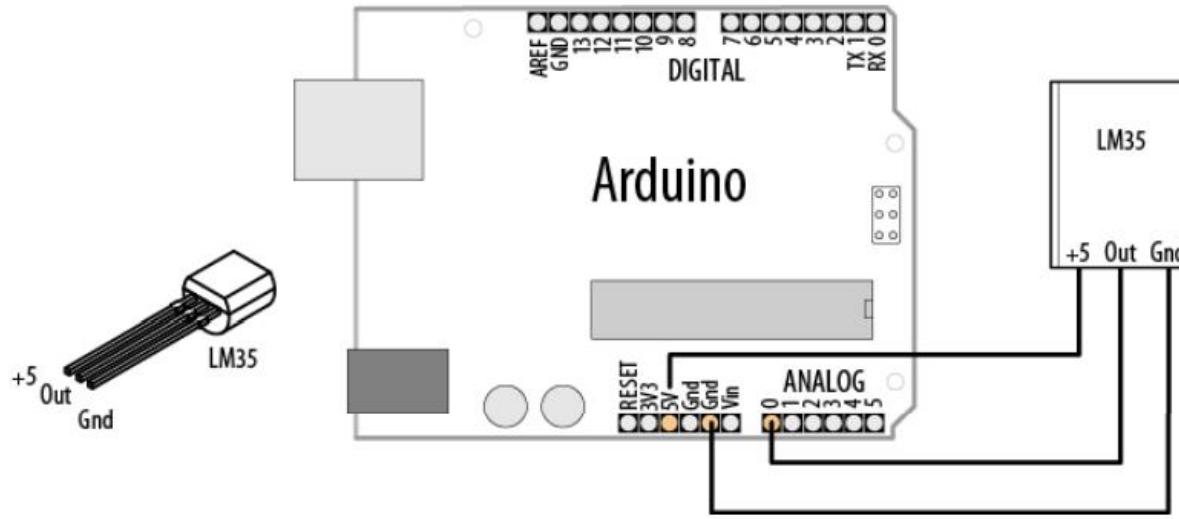 AREF
GND
13
12
11
10
9
8
7
6
5
4
3
2
TX 1
RX 0
DIGITAL
Arduino
LM35
+5 Out Gnd
LM35
+5
Out
Gnd
RESET
3V3
5V
Gnd
Gnd
Vin
ANALOG
0
1
2
3
4
5